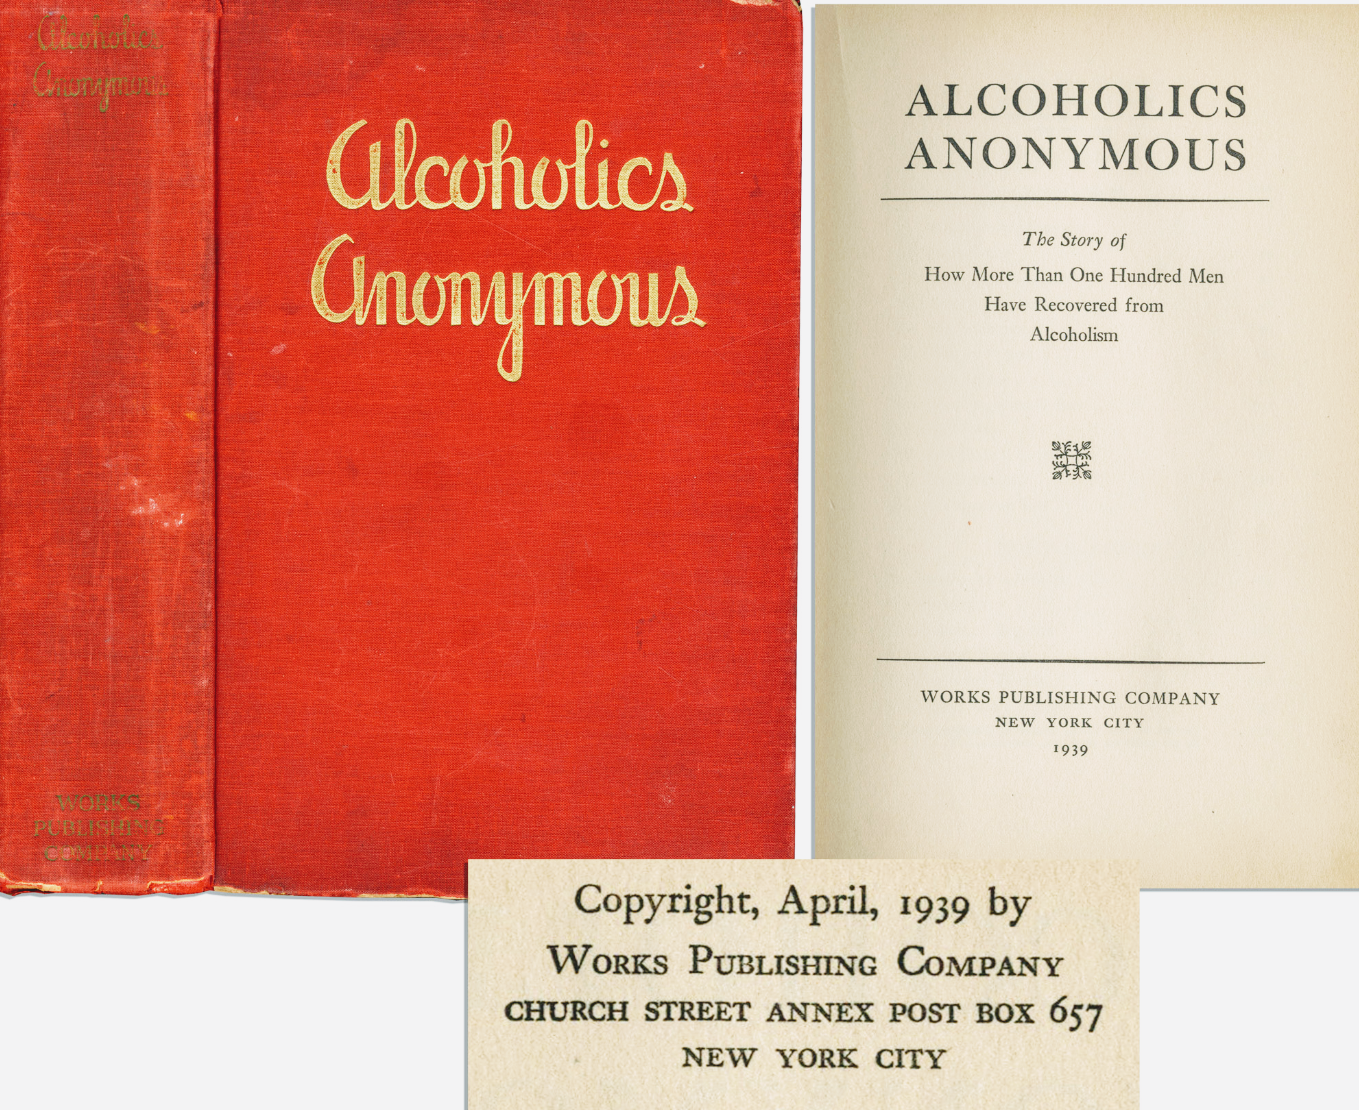 Alcoholics
Anonymous
WORKS
PUBLISHING
COMPANY
Alcoholics
Anonymous
ALCOHOLICS
ANONYMOUS
The Story of
How More Than One Hundred Men
Have Recovered from
Alcoholism
WORKS PUBLISHING COMPANY
NEW YORK CITY
1939
Copyright, April, 1939 by
WORKS PUBLISHING COMPANY
CHURCH STREET ANNEX POST BOX 657
NEW YORK CITY